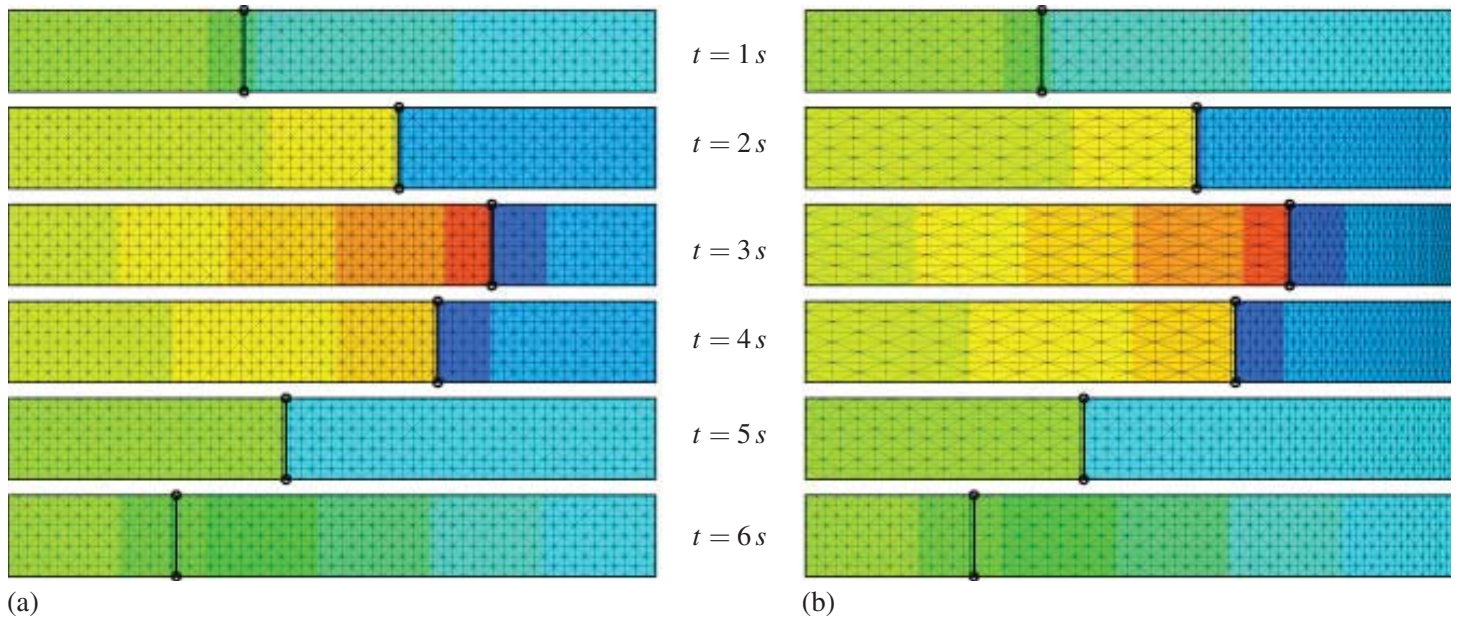 t = 1 s
t = 2 s
t = 3 s
t = 4 s
t = 5 s
t = 6 s
(a)
(b)